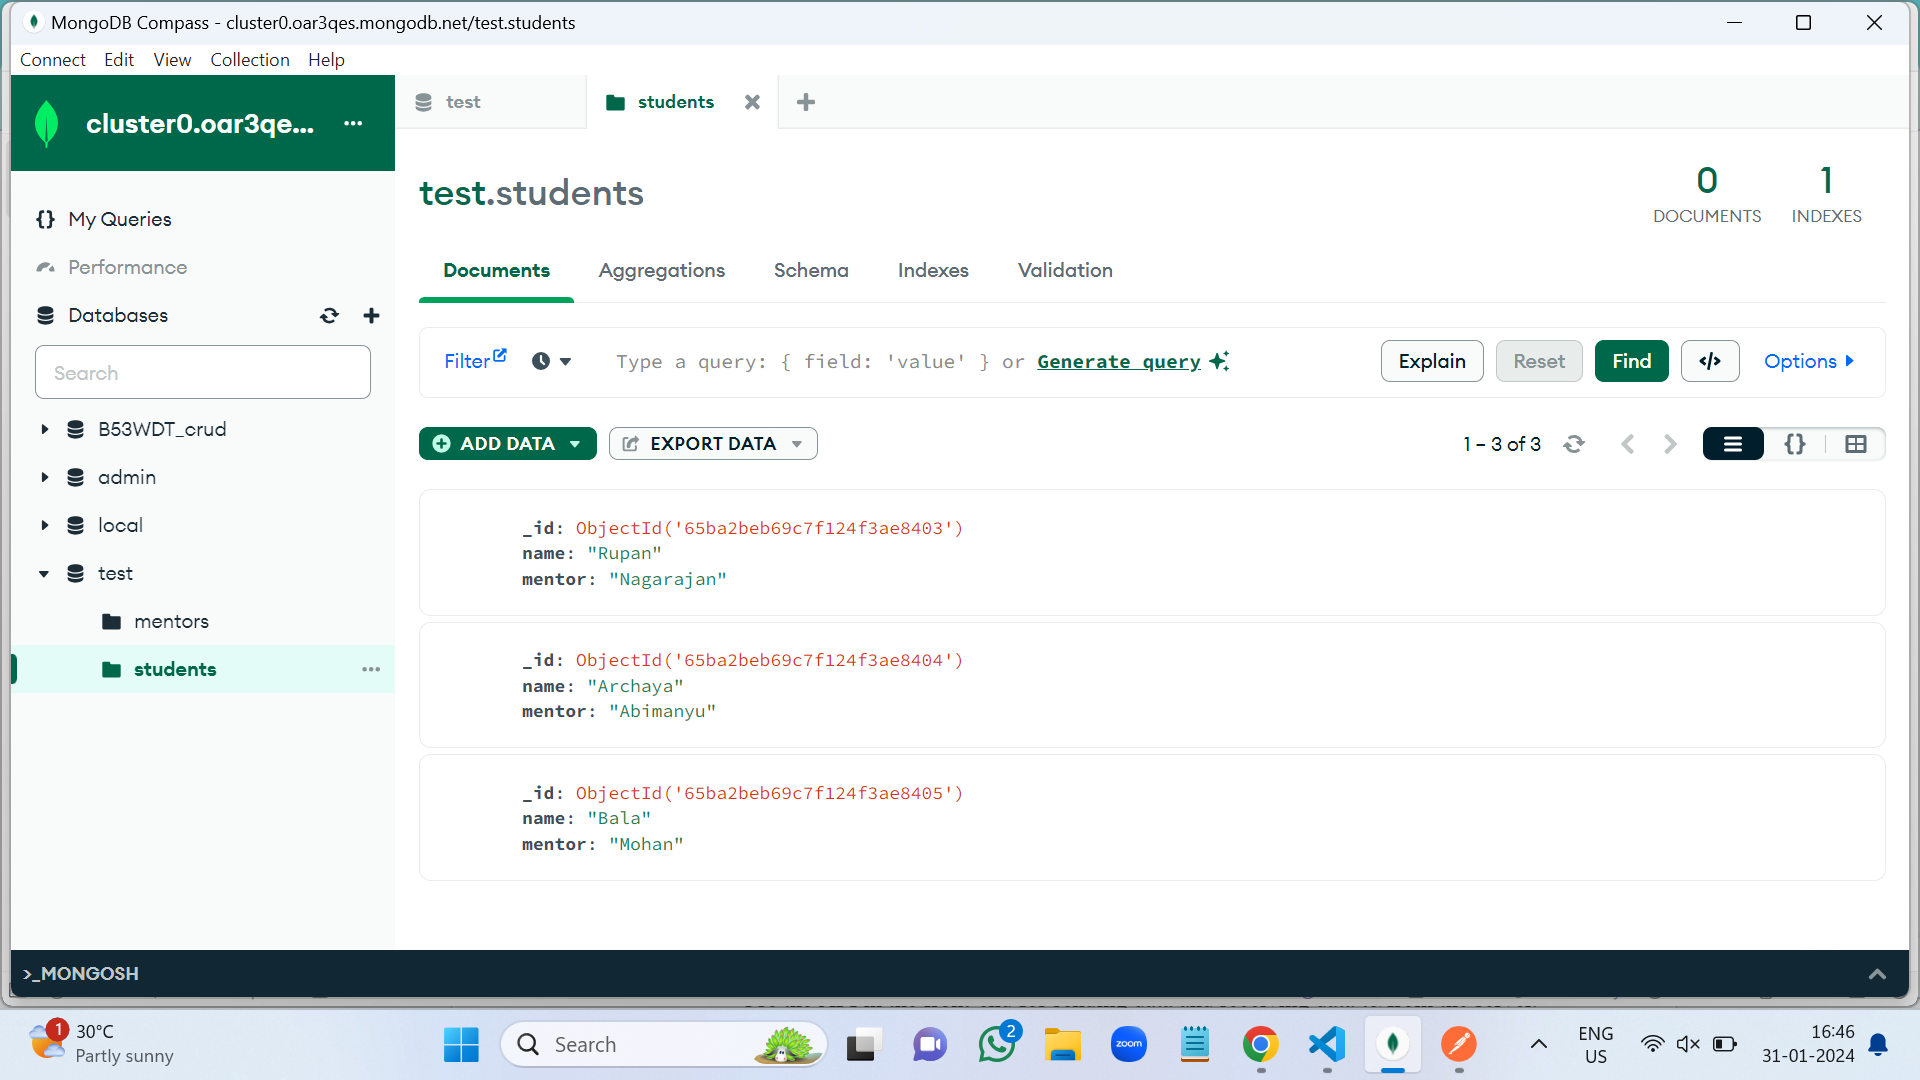 MongoDB Compass - cluster0.oar3qes.mongodb.net/test.students
Connect Edit View Collection Help
cluster0.oar3qe... ...
test
students
test.students
0
DOCUMENTS
1
INDEXES
My Queries
Performance
Databases
Search
B53WDT_crud
admin
local
test
mentors
students
Documents Aggregations Schema Indexes Validation
Filter
Type a query: { field: 'value' } or Generate query
Explain Reset Find </> Options
ADD DATA EXPORT DATA
1 – 3 of 3
{}
_id: ObjectId('65ba2beb69c7f124f3ae8403')
name: "Rupan"
mentor: "Nagarajan"
_id: ObjectId('65ba2beb69c7f124f3ae8404')
name: "Archaya"
mentor: "Abimanyu"
_id: ObjectId('65ba2beb69c7f124f3ae8405')
name: "Bala"
mentor: "Mohan"
>_MONGOSH
1
30°C
Partly sunny
Search
2
zoom
ENG
US
16:46
31-01-2024